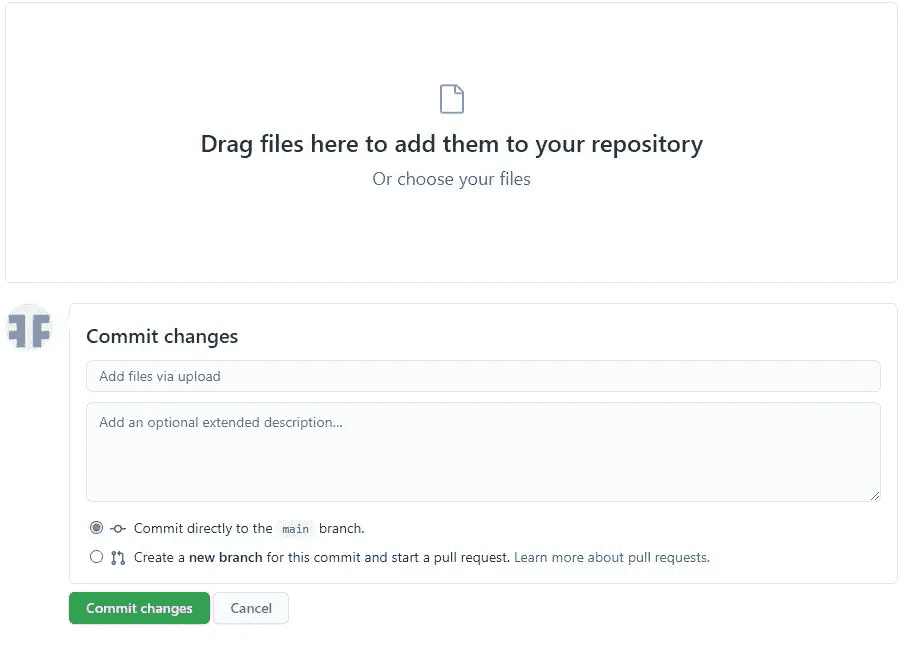 Drag files here to add them to your repository
Or choose your files
Commit changes
Add files via upload
Add an optional extended description...
Commit directly to the main branch.
Create a new branch for this commit and start a pull request. Learn more about pull requests.
Commit changes Cancel